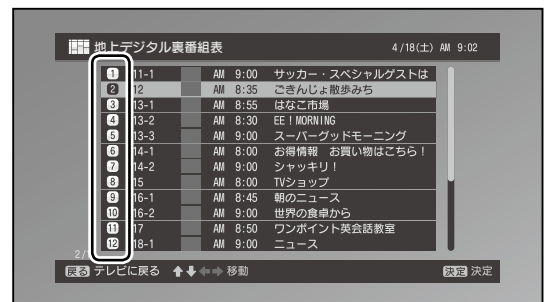 地上デジタル裏番組表 4/18(土) AM 9:02
1 11-1 AM 9:00 サッカー・スペシャルゲストは
2 12 AM 8:35 ごきんじょ散歩みち
3 13-1 AM 8:55 はなこ市場
4 13-2 AM 8:30 EE!MORNING
5 13-3 AM 9:00 スーパーグッドモーニング
6 14-1 AM 8:00 お得情報 お買い物はこちら!
7 14-2 AM 9:00 シャッキリ!
8 15 AM 8:00 TVショップ
9 16-1 AM 8:45 朝のニュース
10 16-2 AM 9:00 世界の食卓から
11 17 AM 8:50 ワンポイント英会話教室
12 18-1 AM 9:00 ニュース
戻る テレビに戻る 移動 決定 決定